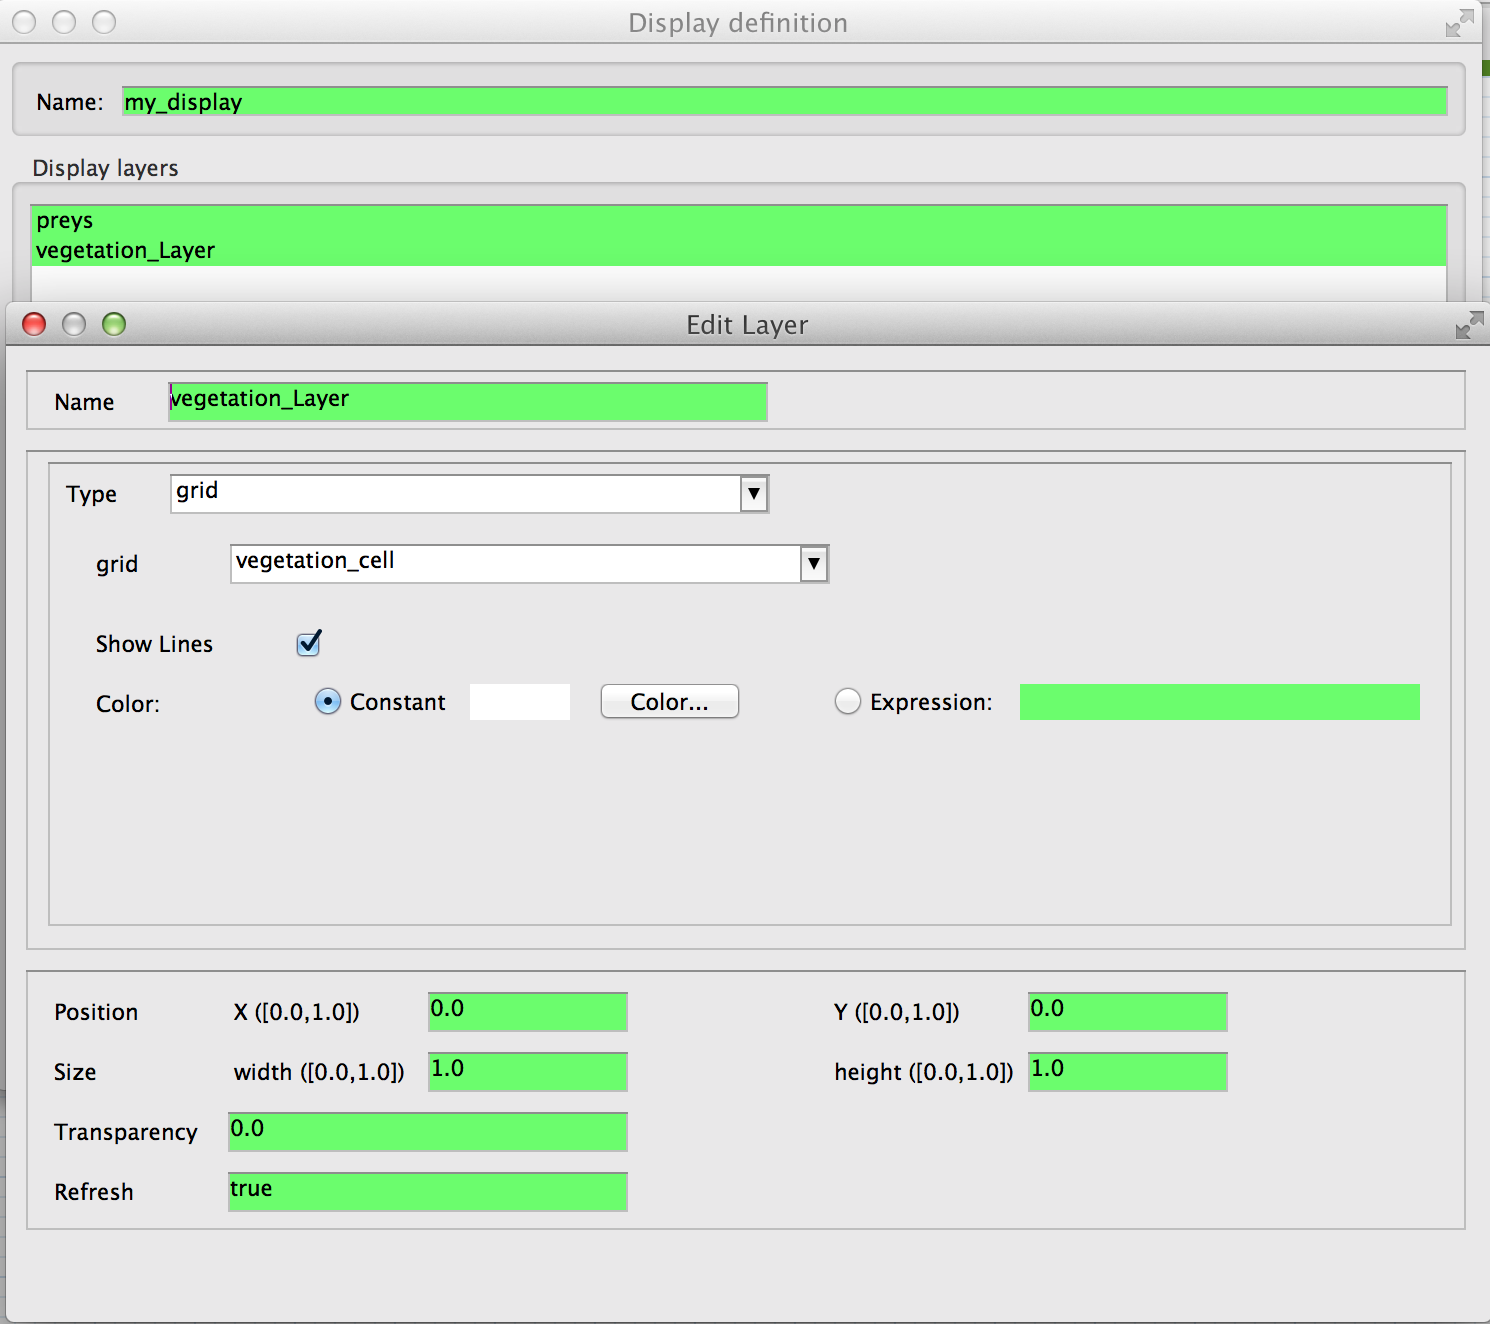 Display definition
Name: my_display
Display layers
preys
vegetation_Layer
Edit Layer
Name vegetation_Layer
Type grid
grid vegetation_cell
Show Lines
Color: Constant Color... Expression:
Position X ([0.0,1.0]) 0.0 Y ([0.0,1.0]) 0.0
Size width ([0.0,1.0]) 1.0 height ([0.0,1.0]) 1.0
Transparency 0.0
Refresh true